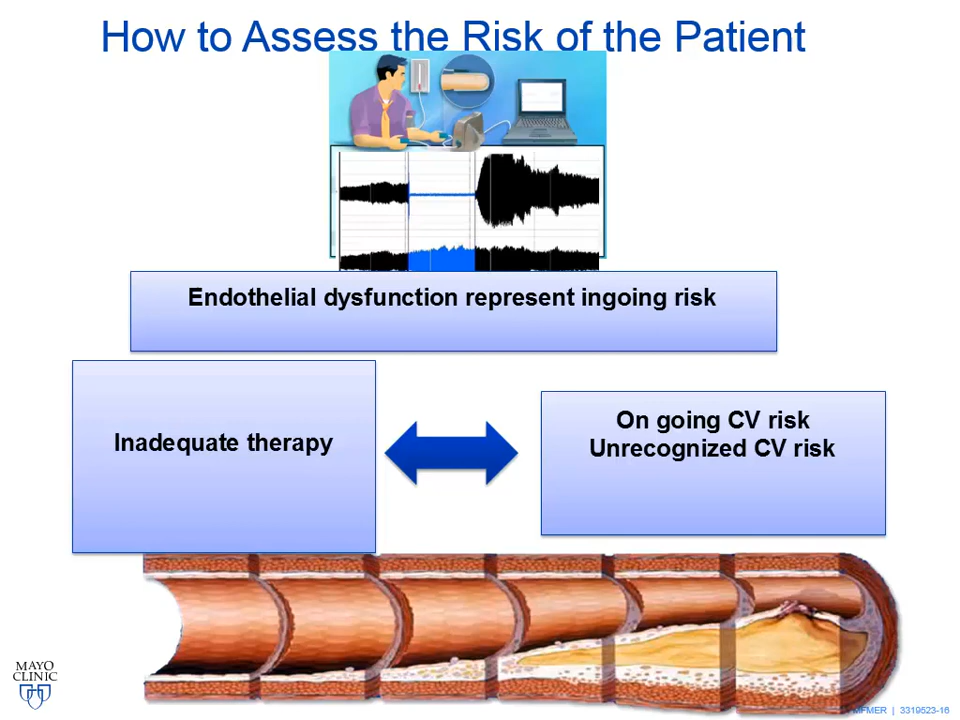 How to Assess the Risk of the Patient
Endothelial dysfunction represent ingoing risk
Inadequate therapy
On going CV risk
Unrecognized CV risk
MAYO
CLINIC
MFMER | 3319523-16